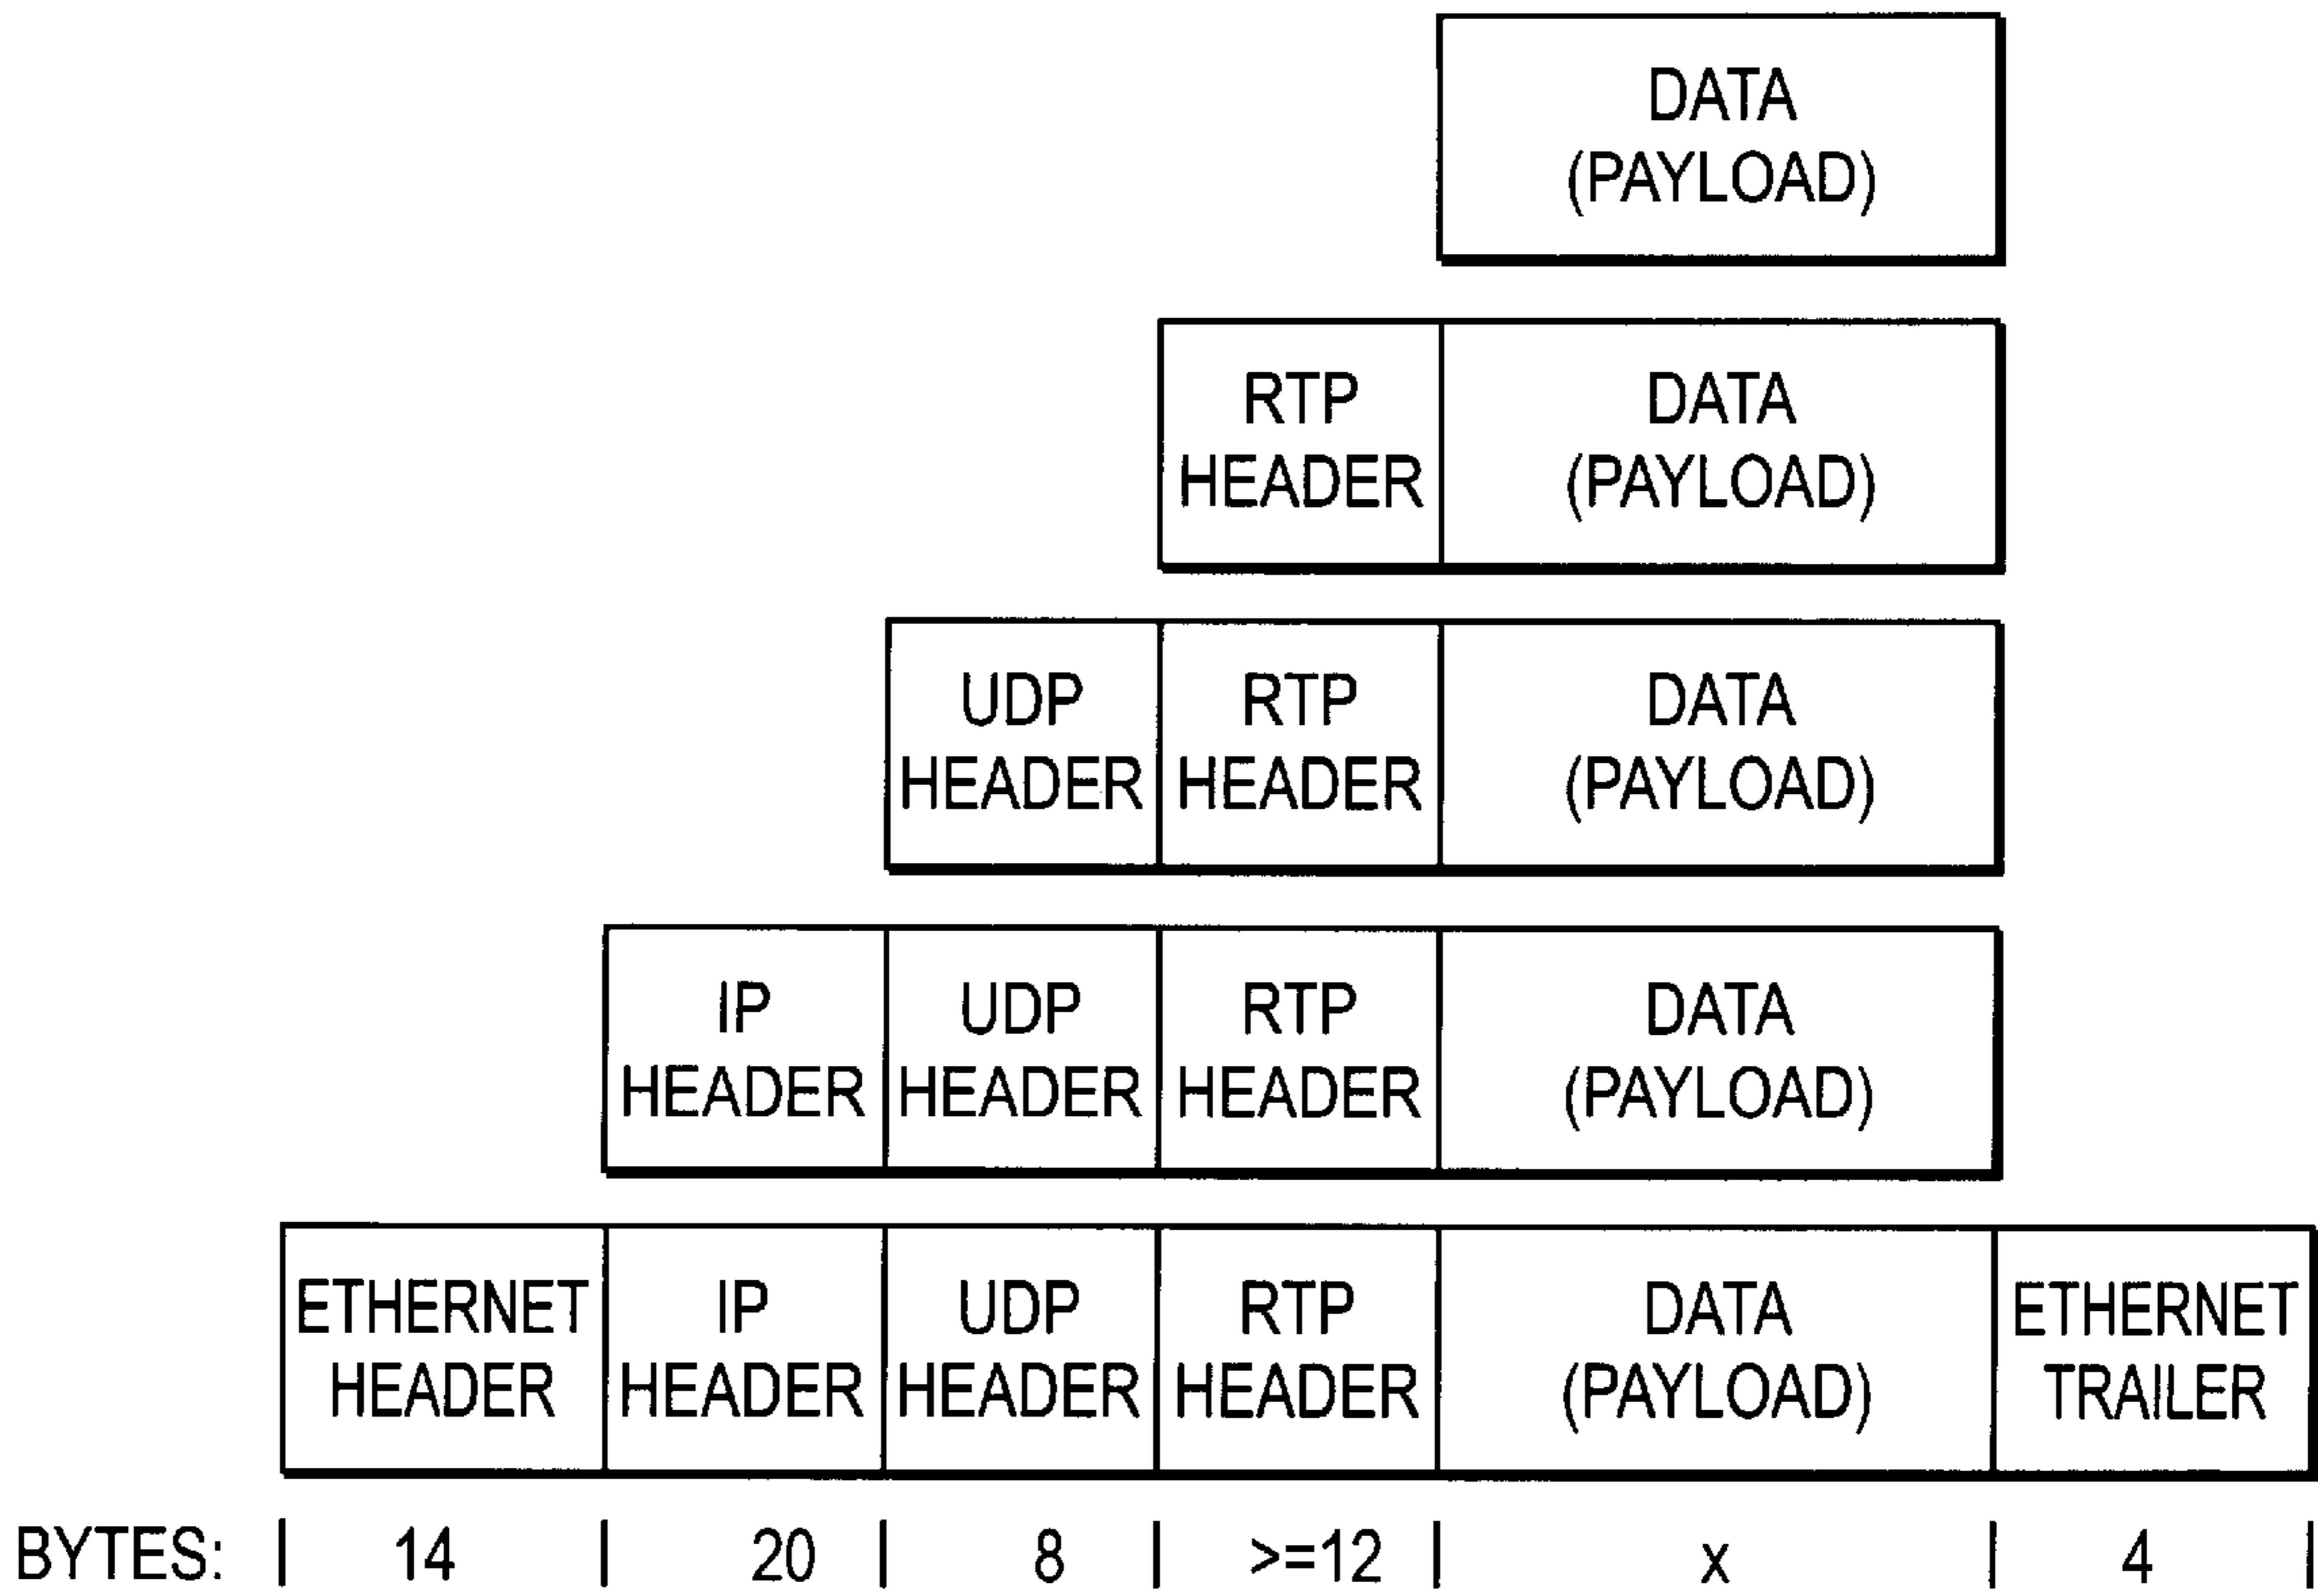 DATA
(PAYLOAD)
RTP HEADER
DATA (PAYLOAD)
UDP HEADER
RTP HEADER
DATA (PAYLOAD)
IP HEADER
UDP HEADER
RTP HEADER
DATA (PAYLOAD)
ETHERNET HEADER
IP HEADER
UDP HEADER
RTP HEADER
DATA (PAYLOAD)
ETHERNET TRAILER
BYTES: | 14 | 20 | 8 | >=12 | x | 4 |